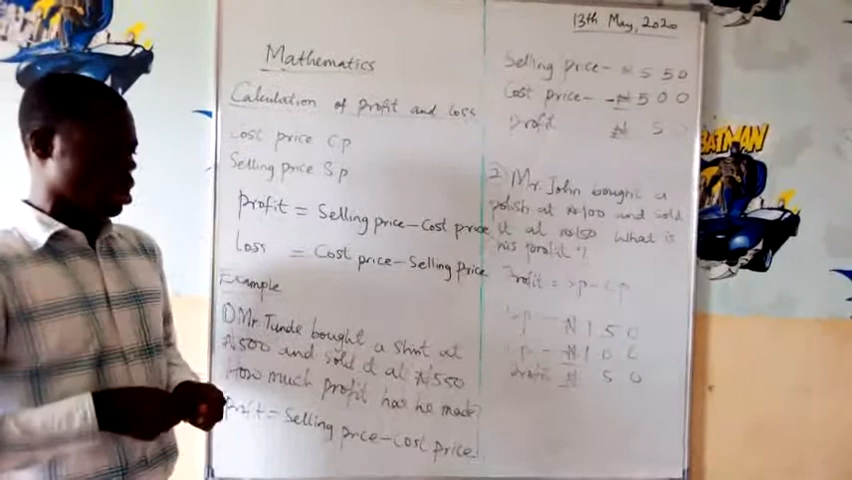 Mathematics
Calculation of profit and loss
Cost price CP
Selling Price SP
Profit = Selling price - Cost price
Loss = Cost price - Selling Price
Example
① Mr. Tunde bought a Shirt at
₦500 and sold it at ₦550
How much profit has he made?
Profit = Selling price - Cost price
13th May, 2020
Selling price - ₦550
Cost price - -₦500
Profit ₦ 50
2) Mr. John bought a
polish at ₦100 and sold
it at ₦150 What is
his profit?
Profit = SP - CP
SP - ₦150
CP - ₦100
Profit ₦ 50
BATMAN